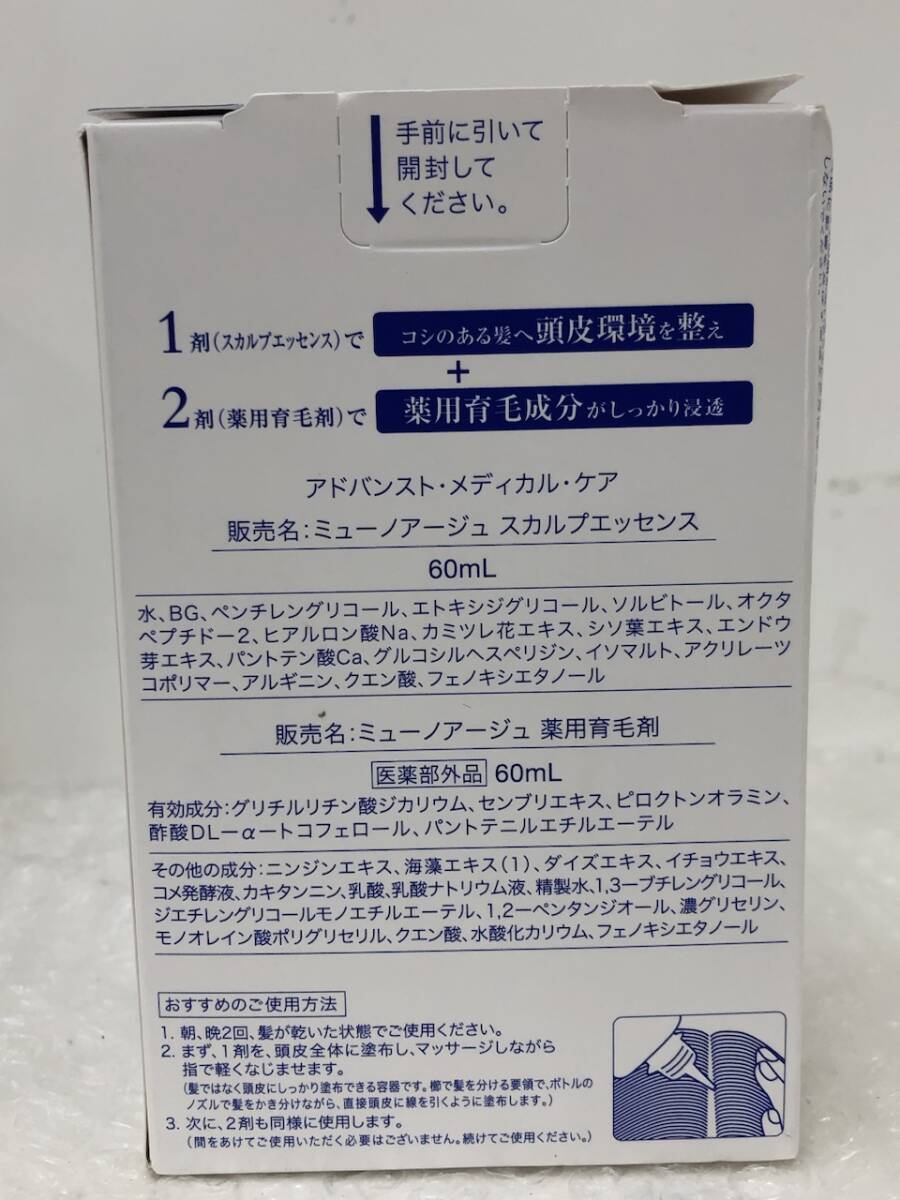 手前に引いて
開封して
ください。
1剤(スカルプエッセンス)で コシのある髪へ頭皮環境を整え
+
2剤(薬用育毛剤)で 薬用育毛成分がしっかり浸透
アドバンスト・メディカル・ケア
販売名:ミューノアージュ スカルプエッセンス
60mL
水、BG、ペンチレングリコール、エトキシジグリコール、ソルビトール、オクタ
ペプチドー2、ヒアルロン酸Na、カミツレ花エキス、シソ葉エキス、エンドウ
芽エキス、パントテン酸Ca、グルコシルヘスペリジン、イソマルト、アクリレーツ
コポリマー、アルギニン、クエン酸、フェノキシエタノール
販売名:ミューノアージュ 薬用育毛剤
医薬部外品 60mL
有効成分:グリチルリチン酸ジカリウム、センブリエキス、ピロクトンオラミン、
酢酸DLーαートコフェロール、パントテニルエチルエーテル
その他の成分:ニンジンエキス、海藻エキス(1)、ダイズエキス、イチョウエキス、
コメ発酵液、カキタンニン、乳酸、乳酸ナトリウム液、精製水、1,3ーブチレングリコール、
ジエチレングリコールモノエチルエーテル、1,2ーペンタンジオール、濃グリセリン、
モノオレイン酸ポリグリセリル、クエン酸、水酸化カリウム、フェノキシエタノール
おすすめのご使用方法
1. 朝、晩2回、髪が乾いた状態でご使用ください。
2. まず、1剤を、頭皮全体に塗布し、マッサージしながら
指で軽くなじませます。
(髪ではなく頭皮にしっかり塗布できる容器です。櫛で髪を分ける要領で、ボトルの
ノズルで髪をかき分けながら、直接頭皮に線を引くように塗布します。)
3. 次に、2剤も同様に使用します。
(間をあけてご使用いただく必要はございません。続けてご使用ください。)